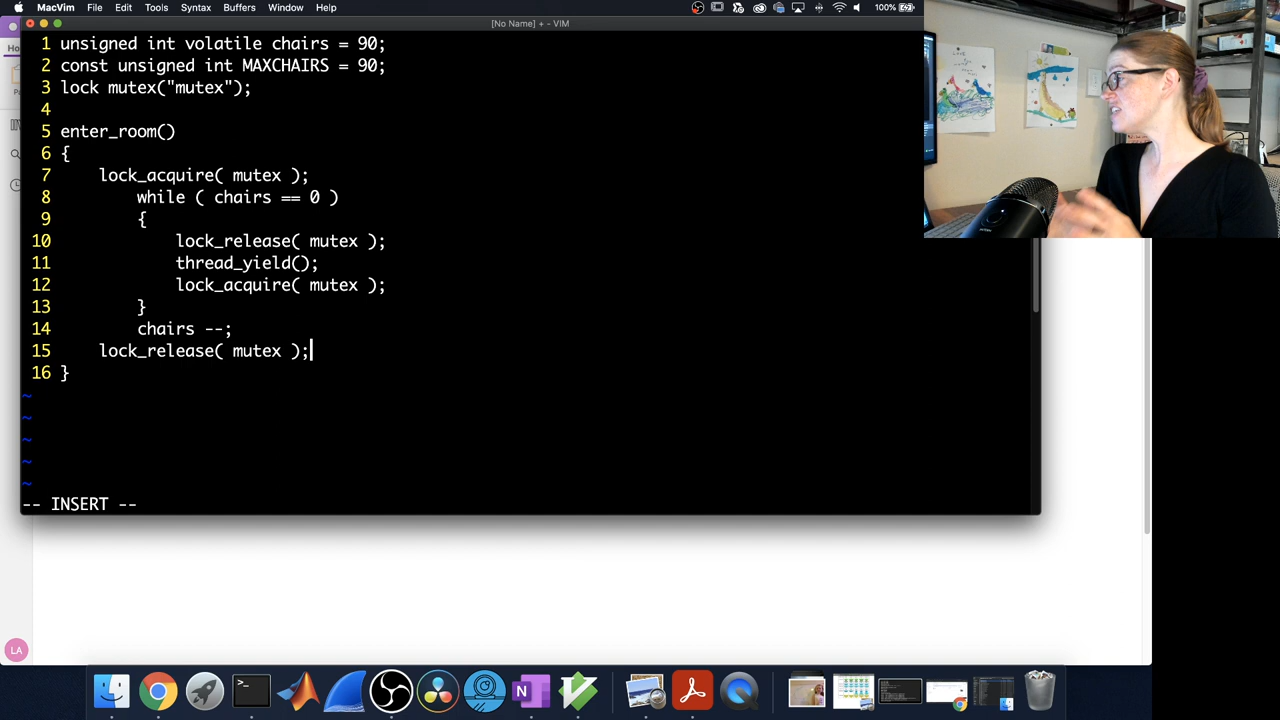 MacVim File Edit Tools Syntax Buffers Window Help
100%
[No Name] + - VIM
1 unsigned int volatile chairs = 90;
2 const unsigned int MAXCHAIRS = 90;
3 lock mutex("mutex");
4
5 enter_room()
6 {
7 lock_acquire( mutex );
8 while ( chairs == 0 )
9 {
10 lock_release( mutex );
11 thread_yield();
12 lock_acquire( mutex );
13 }
14 chairs --;
15 lock_release( mutex );
16 }
~
~
~
~
~
-- INSERT --
Ho
LA
>_
N